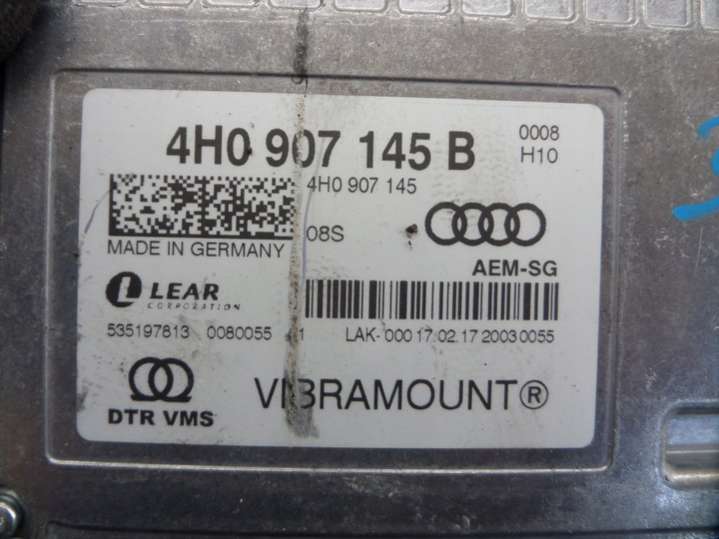 4H0 907 145 B
0008
H10
4H0 907 145
08S
MADE IN GERMANY
AEM-SG
LEAR
CORPORATION
535197813 0080055 1 LAK- 000 17.02.17 2003 0055
DTR VMS
VIBRAMOUNT®